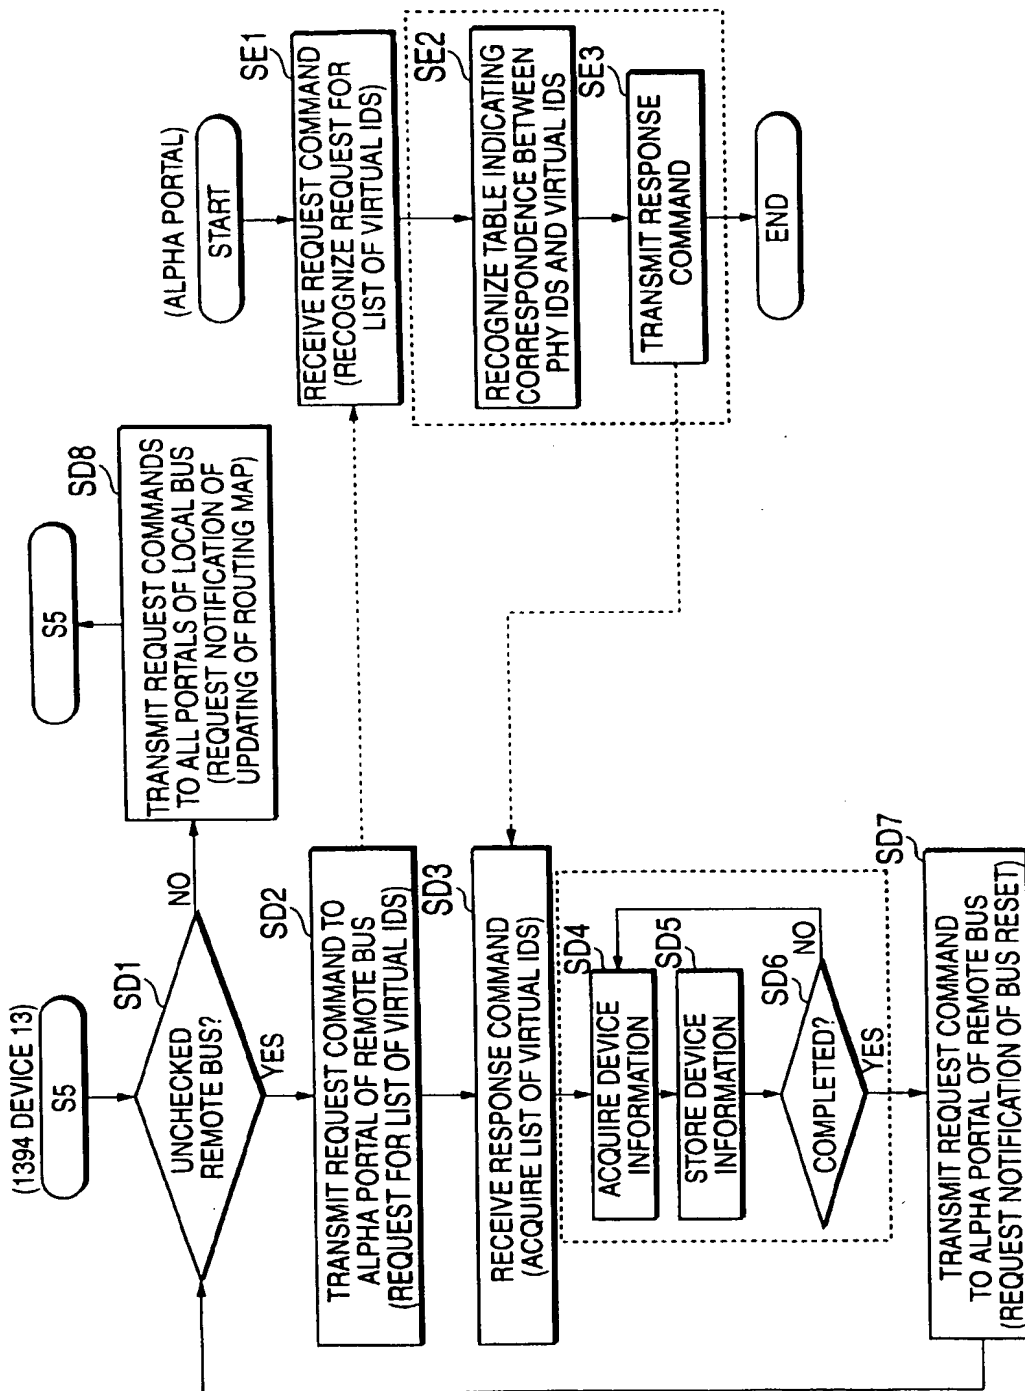 (1394 DEVICE 13)
S5
SD1
UNCHECKED
REMOTE BUS?
NO
YES
S5
SD8
TRANSMIT REQUEST COMMANDS
TO ALL PORTALS OF LOCAL BUS
(REQUEST NOTIFICATION OF
UPDATING OF ROUTING MAP)
SD2
TRANSMIT REQUEST COMMAND TO
ALPHA PORTAL OF REMOTE BUS
(REQUEST FOR LIST OF VIRTUAL IDS)
SD3
RECEIVE RESPONSE COMMAND
(ACQUIRE LIST OF VIRTUAL IDS)
SD4
ACQUIRE DEVICE
INFORMATION
SD5
STORE DEVICE
INFORMATION
SD6
COMPLETED?
NO
YES
SD7
TRANSMIT REQUEST COMMAND
TO ALPHA PORTAL OF REMOTE BUS
(REQUEST NOTIFICATION OF BUS RESET)
(ALPHA PORTAL)
START
SE1
RECEIVE REQUEST COMMAND
(RECOGNIZE REQUEST FOR
LIST OF VIRTUAL IDS)
SE2
RECOGNIZE TABLE INDICATING
CORRESPONDENCE BETWEEN
PHY IDS AND VIRTUAL IDS
SE3
TRANSMIT RESPONSE
COMMAND
END